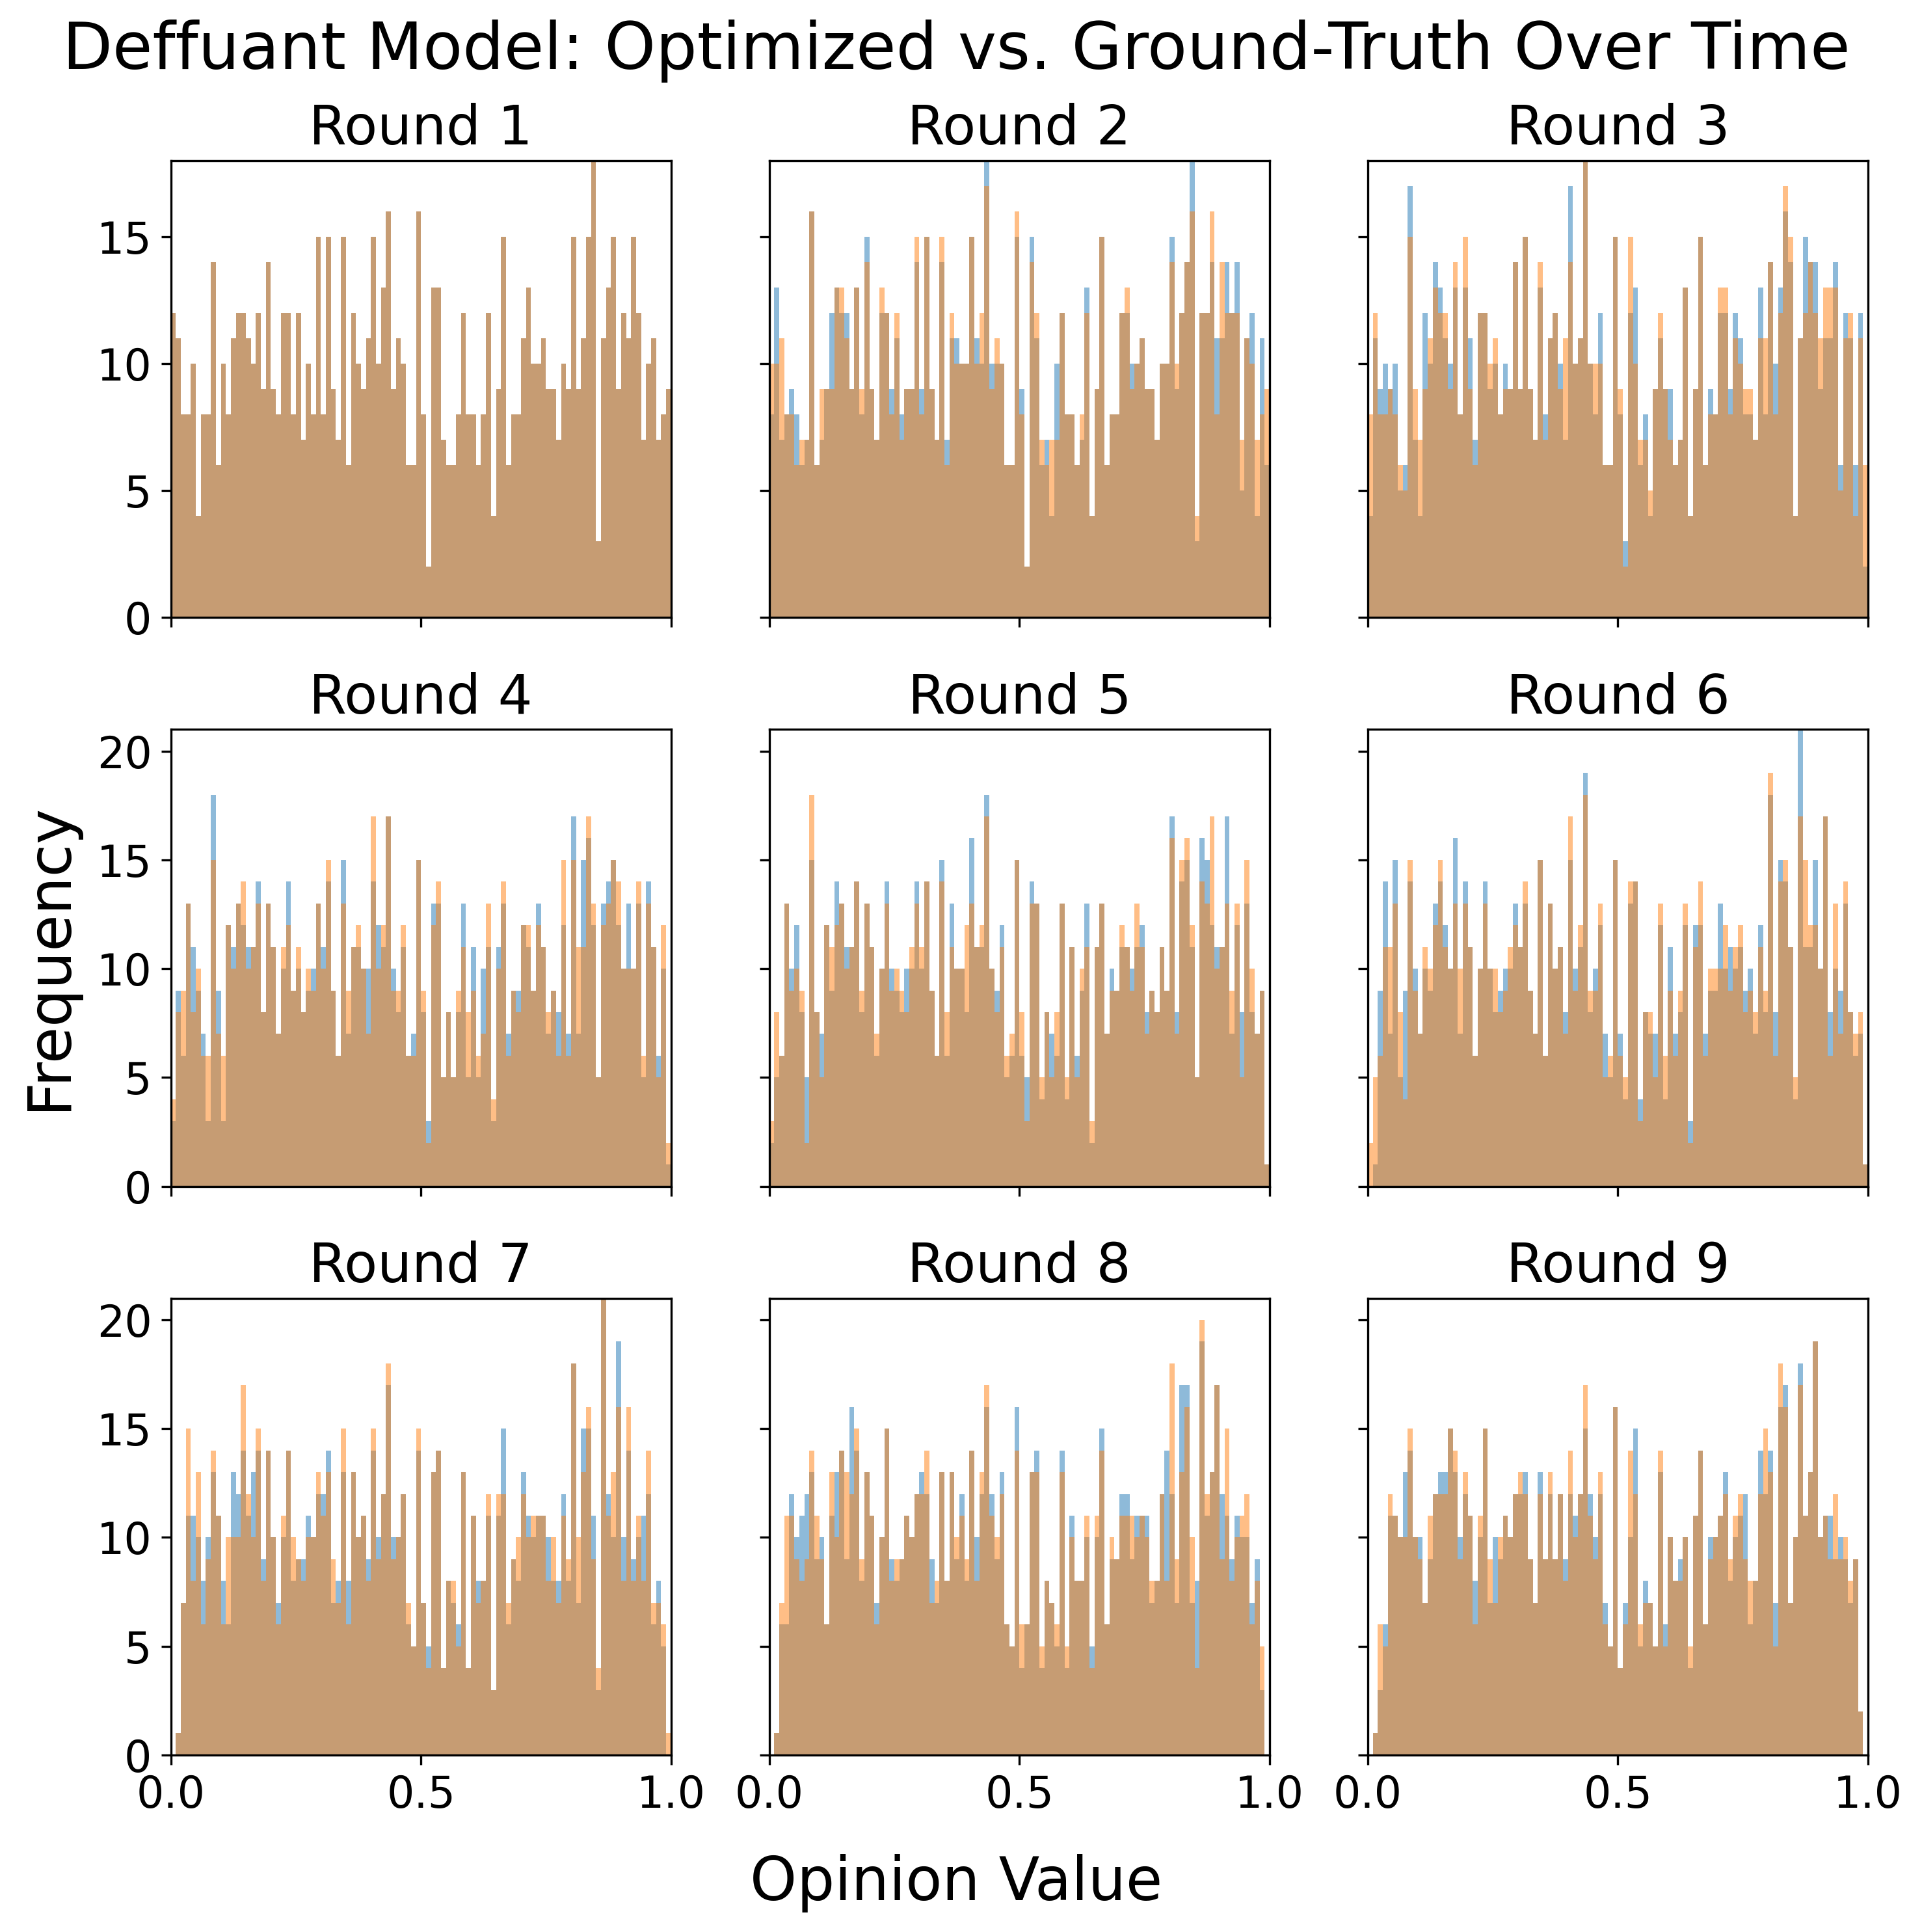 Deffuant Model: Optimized vs. Ground-Truth Over Time
Round 1
Round 2
Round 3
15
10
5
0
Round 4
Round 5
Round 6
20
15
10
5
0
Frequency
Round 7
Round 8
Round 9
20
15
10
5
0
0.0 0.5 1.0 0.0 0.5 1.0 0.0 0.5 1.0
Opinion Value